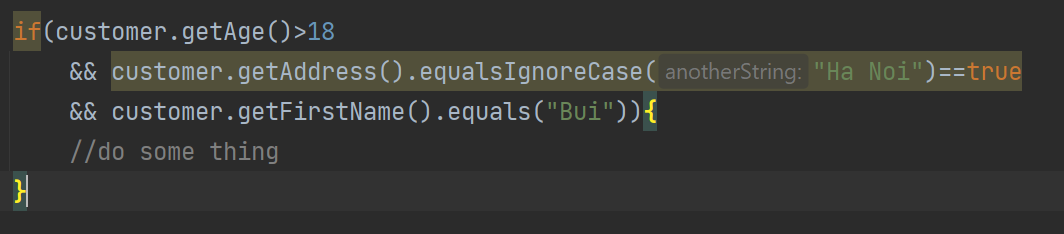 if(customer.getAge()>18
&& customer.getAddress().equalsIgnoreCase( anotherString: "Ha Noi")==true
&& customer.getFirstName().equals("Bui")){
//do some thing
}